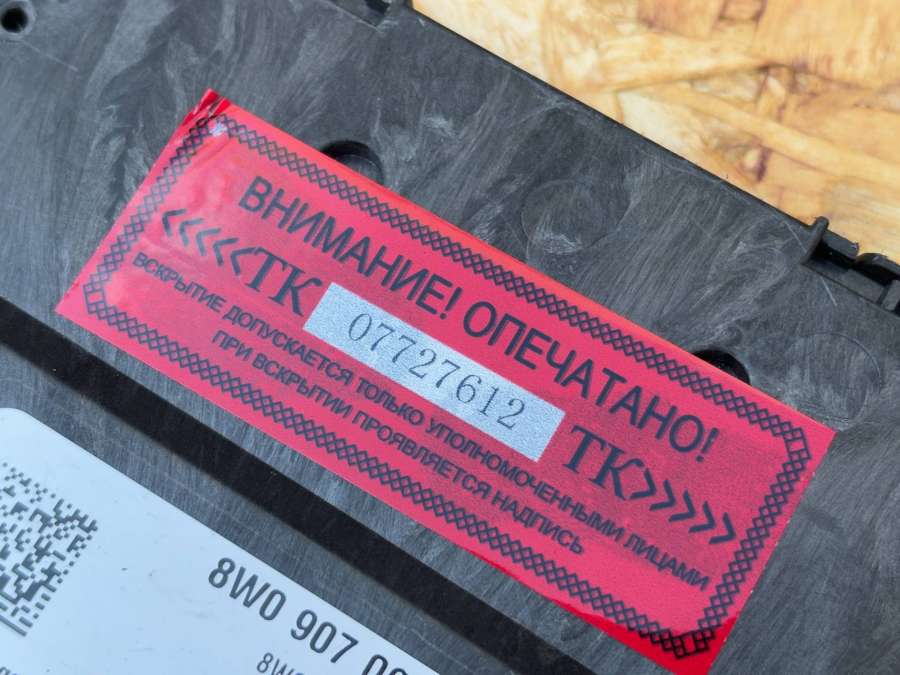 ВНИМАНИЕ! ОПЕЧАТАНО!
<<<<<ТК 07727612 ТК>>>>>
ВСКРЫТИЕ ДОПУСКАЕТСЯ ТОЛЬКО УПОЛНОМОЧЕННЫМИ ЛИЦАМИ
ПРИ ВСКРЫТИИ ПРОЯВЛЯЕТСЯ НАДПИСЬ
8W0 907